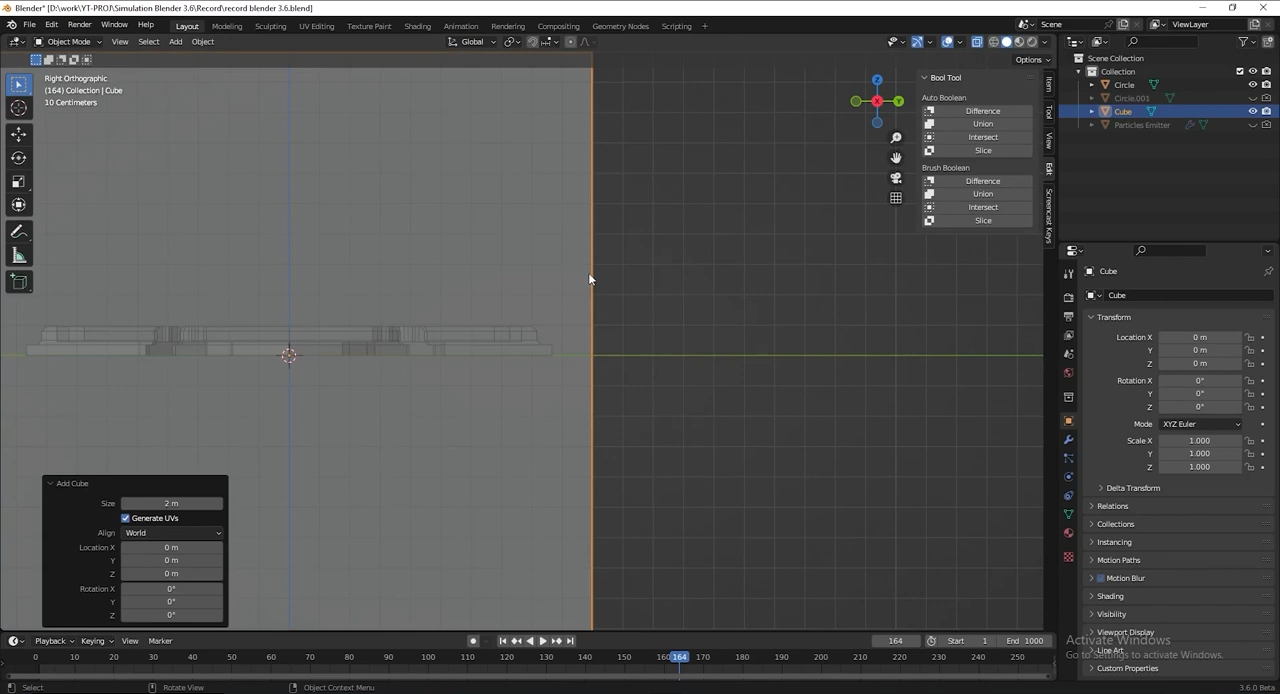 Blender* [D:\work\YT-PROJ\Simulation Blender 3.6\Record\record blender 3.6.blend]
File Edit Render Window Help Layout Modeling Sculpting UV Editing Texture Paint Shading Animation Rendering Compositing Geometry Nodes Scripting + Scene ViewLayer
Object Mode View Select Add Object Global
Options
Right Orthographic
(164) Collection | Cube
10 Centimeters
Z
Y
X
Bool Tool
Auto Boolean
Difference
Union
Intersect
Slice
Brush Boolean
Difference
Union
Intersect
Slice
Item
Tool
View
Edit
Screencast Keys
Scene Collection
Collection
Circle
Circle.001
Cube
Particles Emitter
Cube
Cube
Transform
Location X 0 m
Y 0 m
Z 0 m
Rotation X 0°
Y 0°
Z 0°
Mode XYZ Euler
Scale X 1.000
Y 1.000
Z 1.000
Delta Transform
Relations
Collections
Instancing
Motion Paths
Motion Blur
Shading
Visibility
Viewport Display
Line Art
Custom Properties
Activate Windows
Go to Settings to activate Windows.
Add Cube
Size 2 m
Generate UVs
Align World
Location X 0 m
Y 0 m
Z 0 m
Rotation X 0°
Y 0°
Z 0°
Playback Keying View Marker 164 Start 1 End 1000
0 10 20 30 40 50 60 70 80 90 100 110 120 130 140 150 160 164 170 180 190 200 210 220 230 240 250
Select Rotate View Object Context Menu 3.6.0 Beta